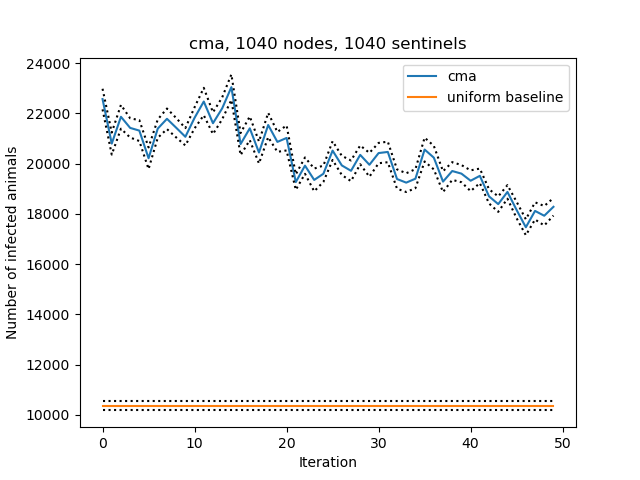 cma, 1040 nodes, 1040 sentinels
cma
uniform baseline
Number of infected animals
24000
22000
20000
18000
16000
14000
12000
10000
0 10 20 30 40 50
Iteration